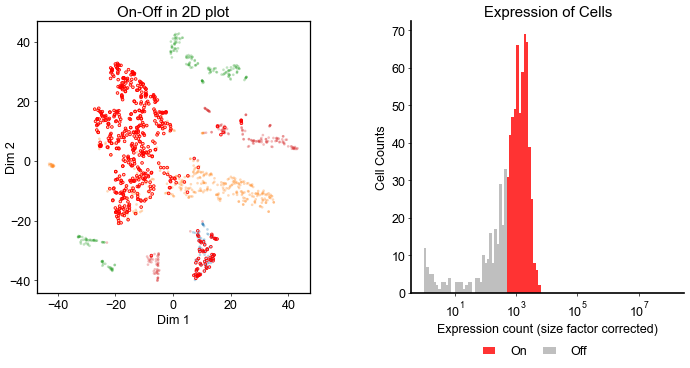 On-Off in 2D plot
Dim 2
40
20
0
−20
−40
−40 −20 0 20 40
Dim 1
Expression of Cells
Cell Counts
70
60
50
40
30
20
10
0
10^1 10^3 10^5 10^7
Expression count (size factor corrected)
On Off